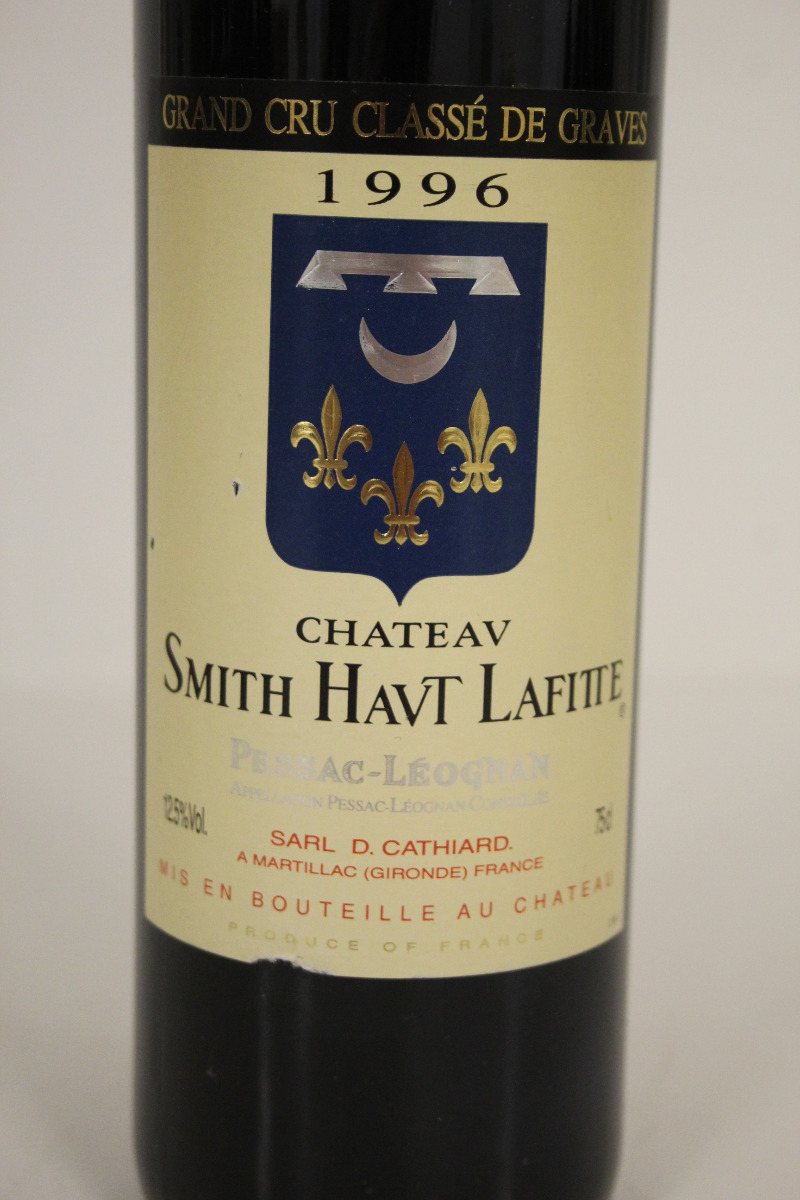 GRAND CRU CLASSÉ DE GRAVES
1996
CHATEAV
SMITH HAVT LAFITTE
PESSAC-LÉOGNAN
APPELLATION PESSAC-LÉOGNAN CONTROLÉE
12.5%Vol.
75cl
SARL D. CATHIARD.
A MARTILLAC (GIRONDE) FRANCE
MIS EN BOUTEILLE AU CHATEAU
PRODUCE OF FRANCE